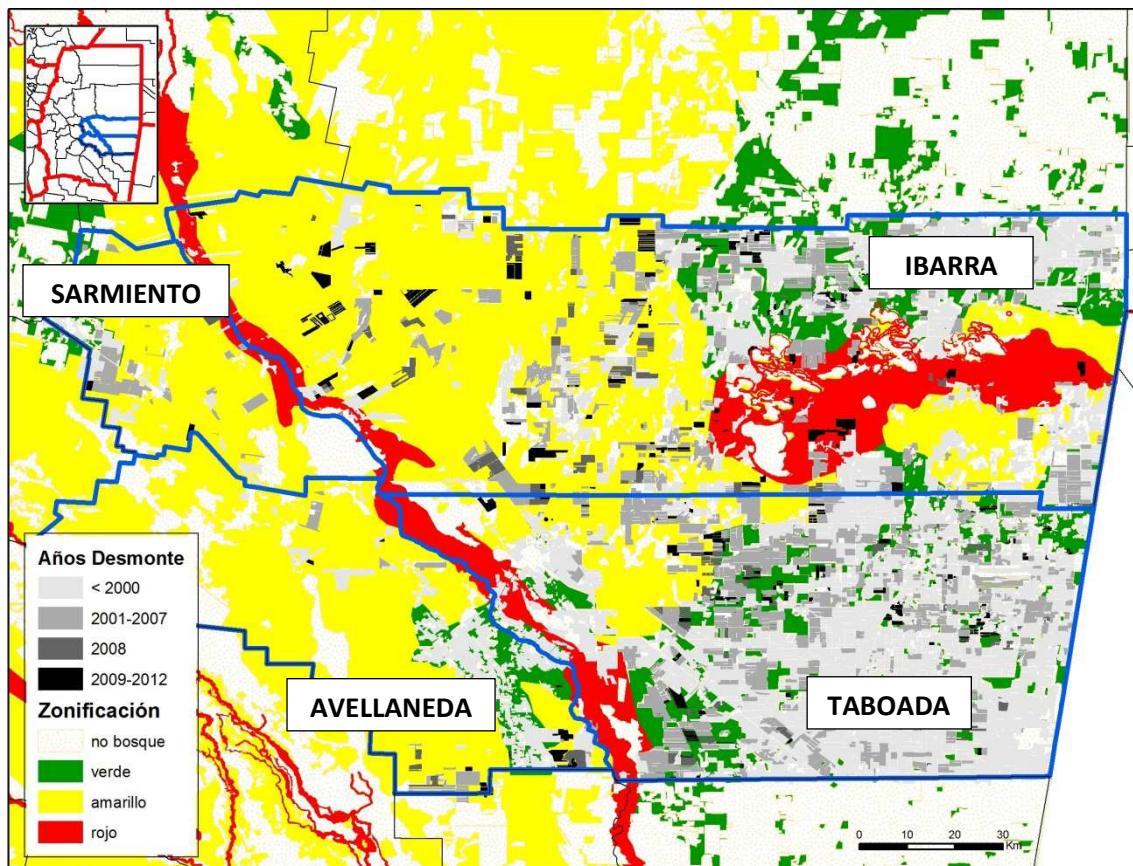 IBARRA
SARMIENTO
Años Desmonte
< 2000
2001-2007
2008
2009-2012
Zonificación
no bosque
verde
amarillo
rojo
AVELLANEDA
TABOADA
0 10 20 30
Km